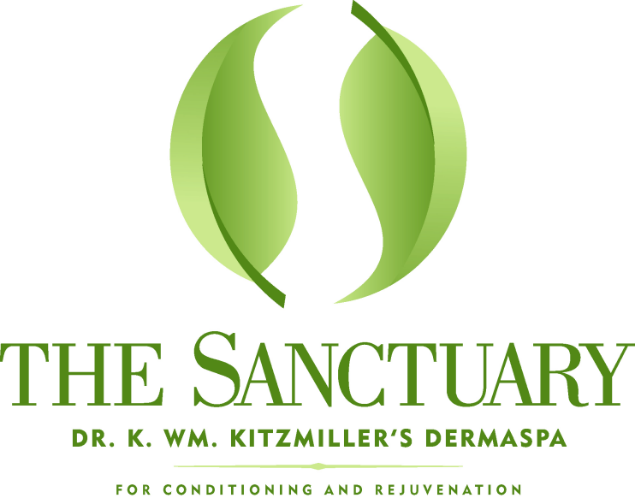 THE SANCTUARY
DR. K. WM. KITZMILLER'S DERMASPA
FOR CONDITIONING AND REJUVENATION